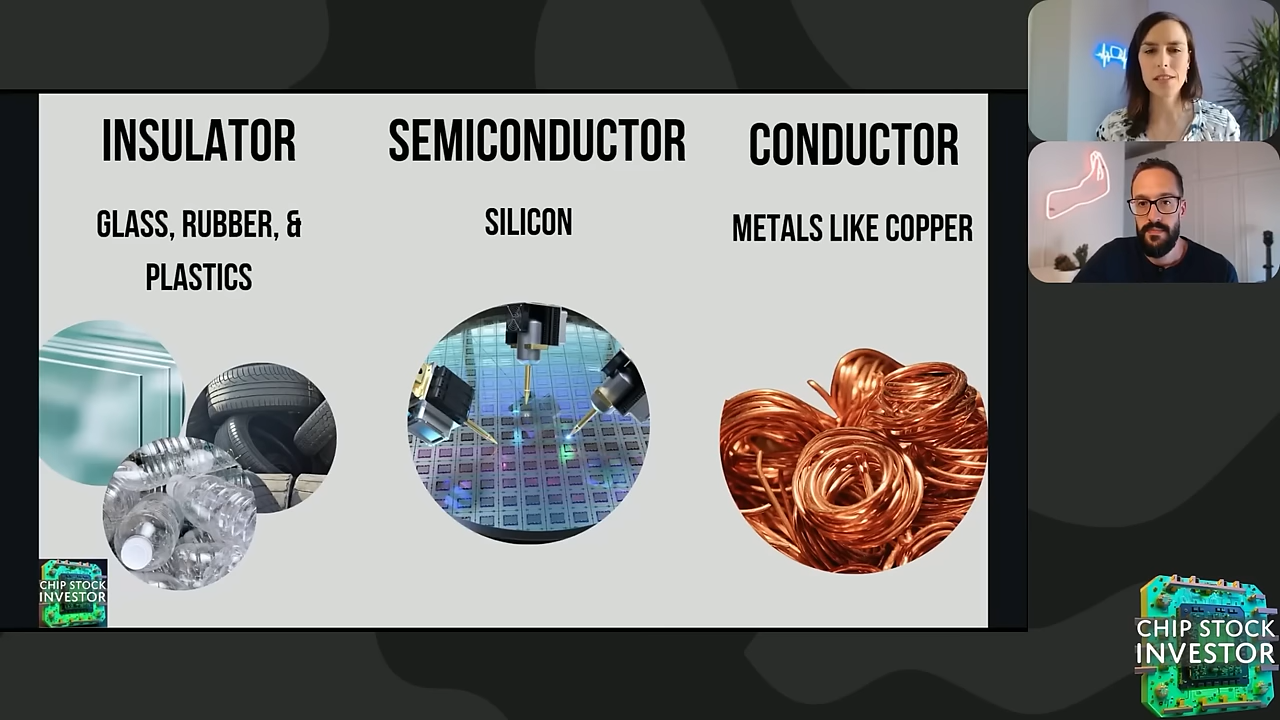 INSULATOR
GLASS, RUBBER, &
PLASTICS
SEMICONDUCTOR
SILICON
CONDUCTOR
METALS LIKE COPPER
CHIP STOCK
INVESTOR
CHIP STOCK
INVESTOR